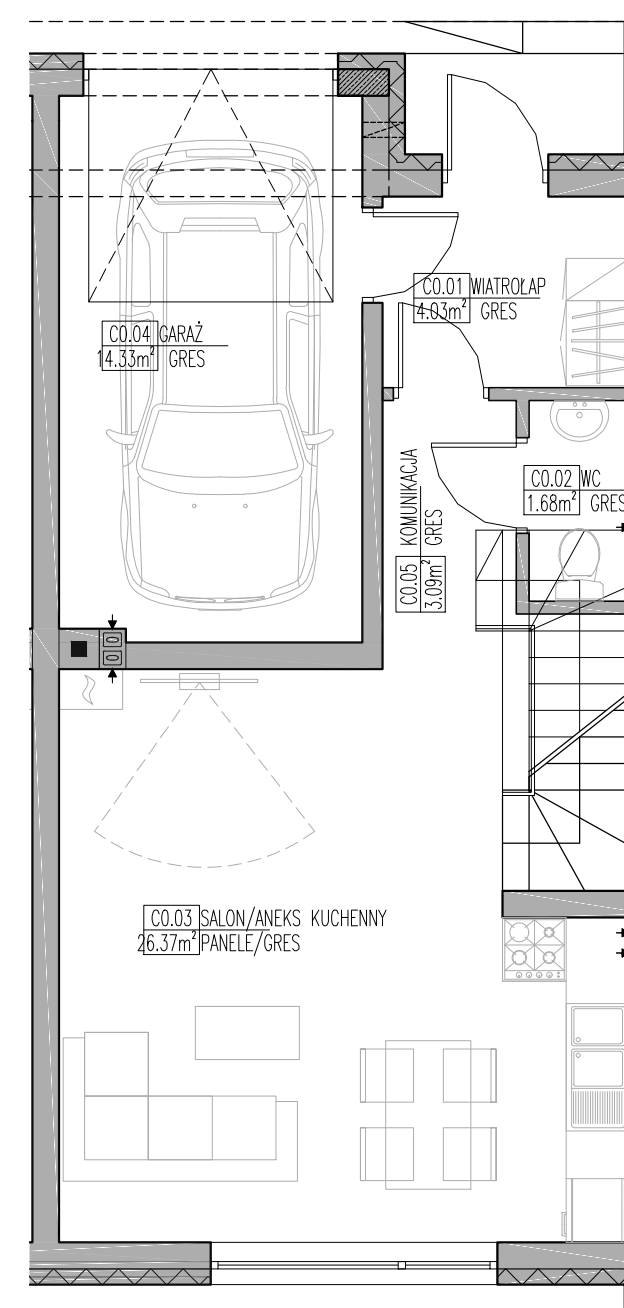 C0.01 WIATROŁAP
4.03m² GRES
C0.04 GARAŻ
14.33m² GRES
C0.02 WC
1.68m² GRES
C0.05 KOMUNIKACJA
3.09m² GRES
C0.03 SALON/ANEKS KUCHENNY
26.37m² PANELE/GRES